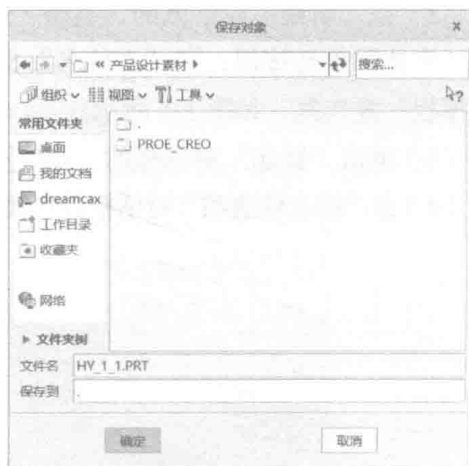 保存对象
« 产品设计素材
搜索...
组织 视图 工具
常用文件夹
.
桌面
PROE_CREO
我的文档
dreamcax
工作目录
收藏夹
网络
文件夹树
文件名 HY_1_1.PRT
保存到 .
确定 取消